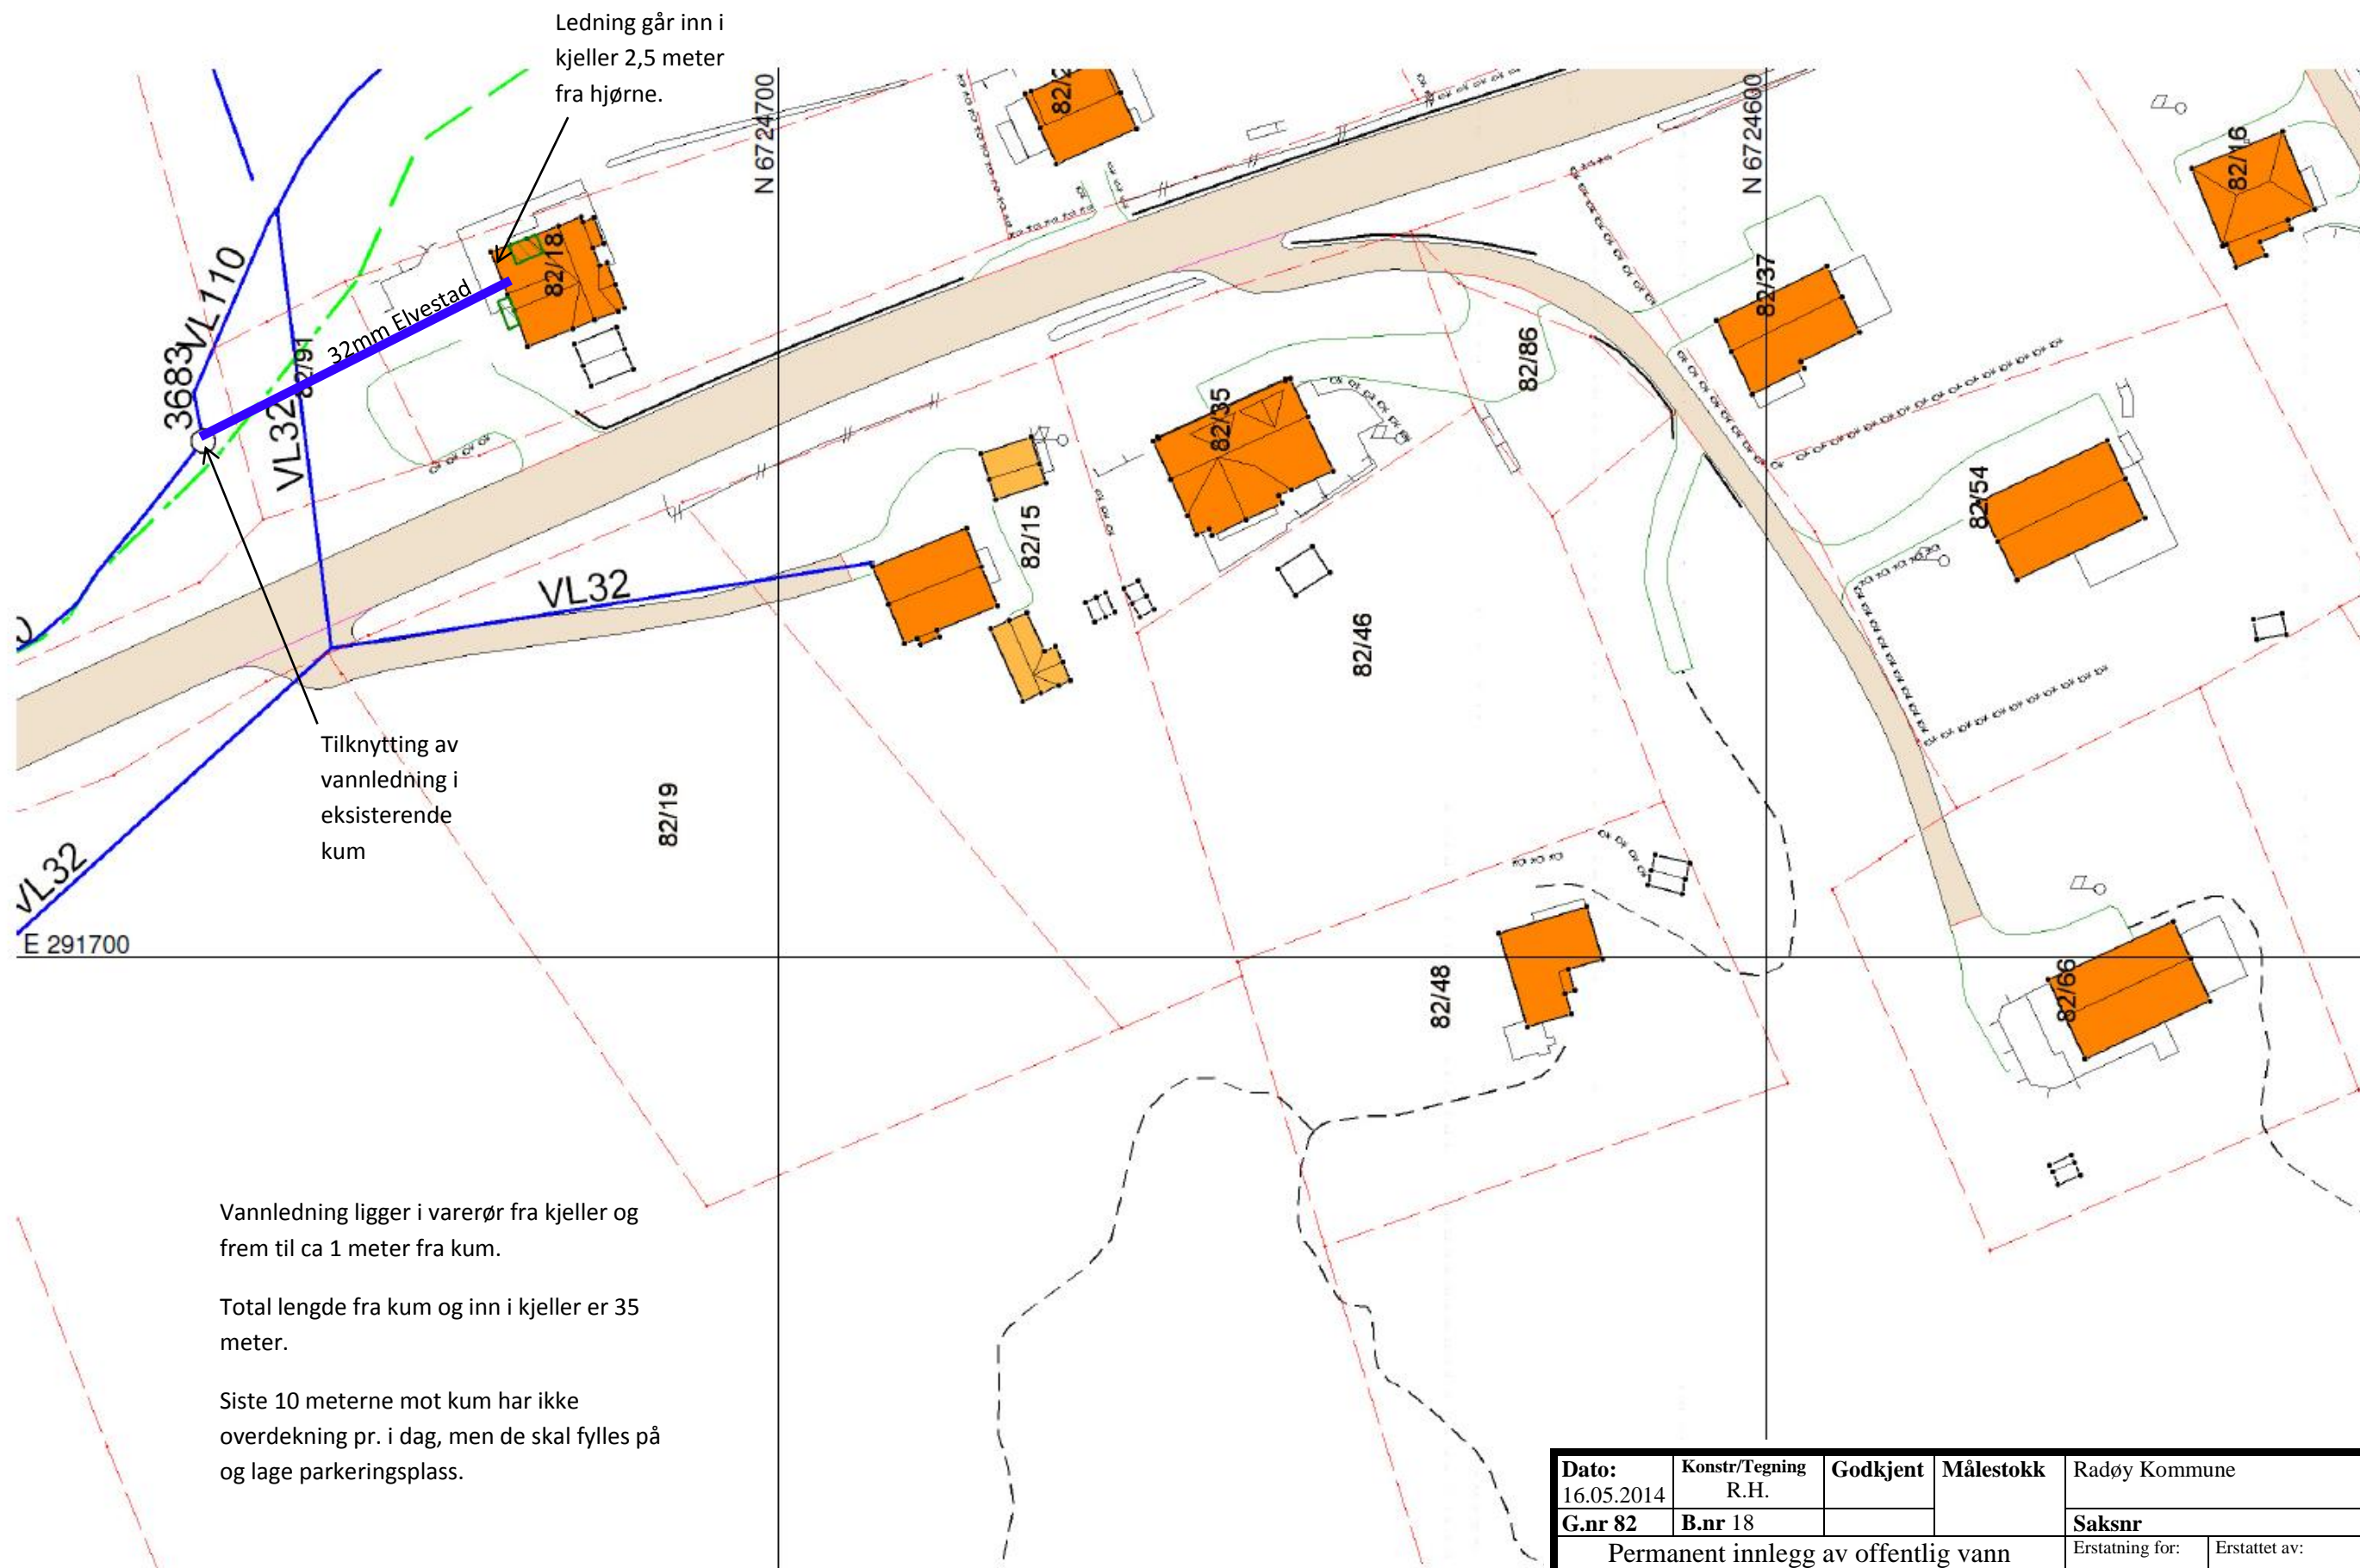 Ledning går inn i
kjeller 2,5 meter
fra hjørne.
N 6724700
N 6724600
82/16
82/18
82/37
VL110
36683
32mm Elvestad
82/91
VL32
82/86
82/35
82/54
82/15
VL32
82/46
Tilknytting av
vannledning i
eksisterende
kum
82/19
VL32
E 291700
82/48
82/66
Vannledning ligger i varerør fra kjeller og
frem til ca 1 meter fra kum.
Total lengde fra kum og inn i kjeller er 35
meter.
Siste 10 meterne mot kum har ikke
overdekning pr. i dag, men de skal fylles på
og lage parkeringsplass.
Dato:
16.05.2014
Konstr/Tegning
R.H.
Godkjent
Målestokk
Radøy Kommune
G.nr 82
B.nr 18
Saksnr
Permanent innlegg av offentlig vann
Erstatning for:
Erstattet av: